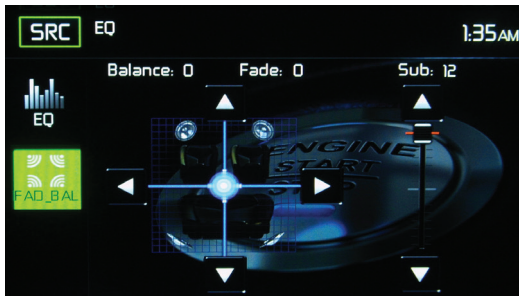 SRC EQ
1:35AM
Balance: 0 Fade: 0 Sub: 12
EQ
ENGINE
START
FAD_BAL